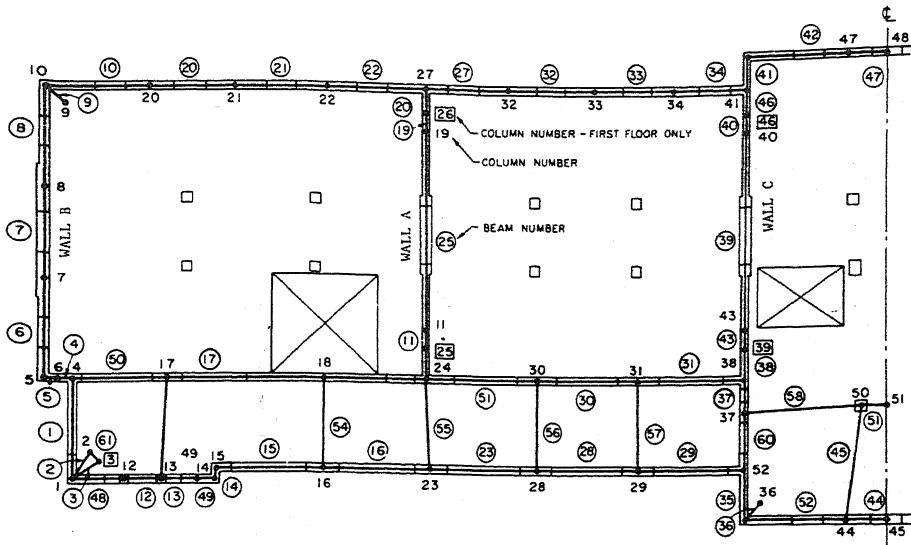 ℄
42 47 48
10 10 20 21 22 27 27 32 33 34 41 47
9 9 20 21 22 20 26 COLUMN NUMBER - FIRST FLOOR ONLY 32 33 34 41 46
8 19 19 COLUMN NUMBER 40 46 40
8
WALL B WALL A WALL C
7 25 BEAM NUMBER 39
7
6 11 11 43 43
4 25 39
5 6 4 50 17 17 18 24 51 30 30 31 31 38 38
5 37 58 50 51
1 54 55 56 57 37 51
2 61 3 49 15 15 16 23 28 29 60 45
2 12 13 14 52
1 3 48 12 13 49 14 16 23 28 29 35 36 52 44
36 44 45